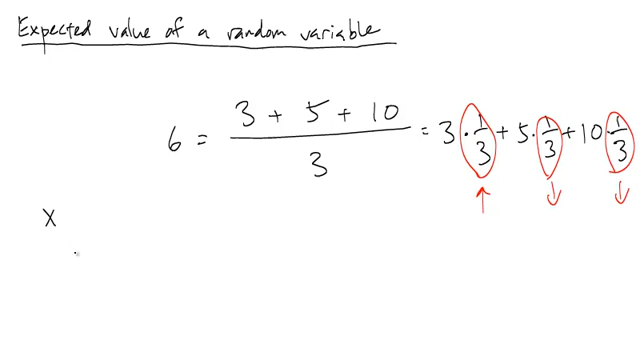 Expected value of a random variable
6 = (3 + 5 + 10)/3 = 3 · 1/3 + 5 · 1/3 + 10 · 1/3
X